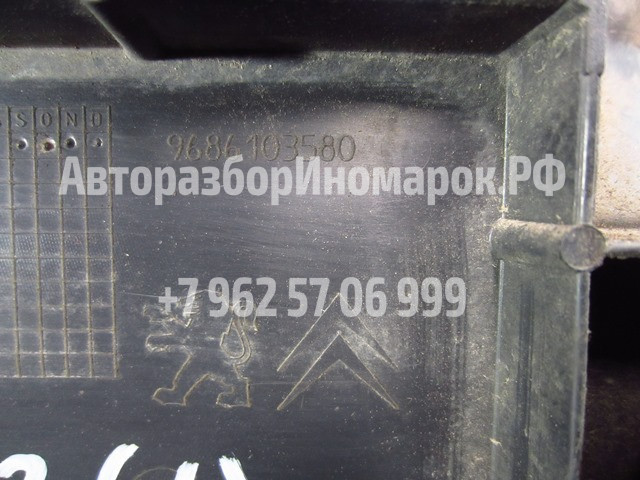 S O N D
9686103580
АвторазборИномарок.РФ
+7 962 57 06 999